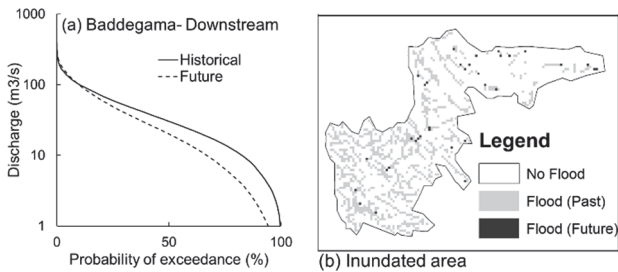 (a) Baddegama- Downstream
1000
100
10
1
Discharge (m3/s)
Historical
Future
0
50
100
Probability of exceedance (%)
Legend
No Flood
Flood (Past)
Flood (Future)
(b) Inundated area